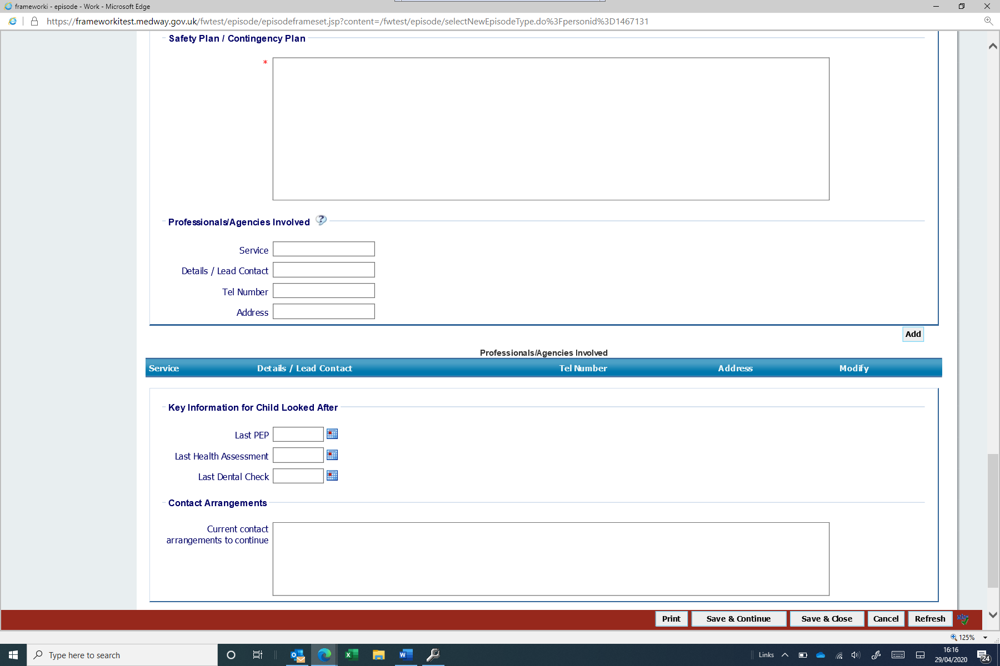 frameworki - episode - Work - Microsoft Edge
https://frameworkitest.medway.gov.uk/fwtest/episode/episodeframeset.jsp?content=/fwtest/episode/selectNewEpisodeType.do%3Fpersonid%3D1467131
Safety Plan / Contingency Plan
*
Professionals/Agencies Involved ?
Service
Details / Lead Contact
Tel Number
Address
Add
Professionals/Agencies Involved
Service Details / Lead Contact Tel Number Address Modify
Key Information for Child Looked After
Last PEP
Last Health Assessment
Last Dental Check
Contact Arrangements
Current contact
arrangements to continue
Print Save & Continue Save & Close Cancel Refresh
125%
Type here to search
Links
16:16
29/04/2020
24